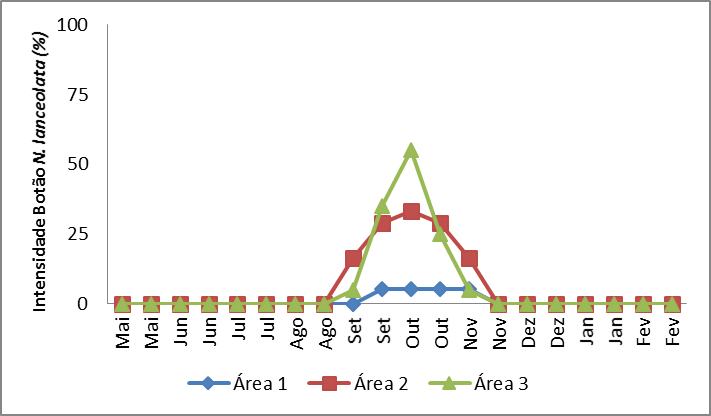 Intensidade Botão N. lanceolata (%)
100
75
50
25
0
Mai
Mai
Jun
Jun
Jul
Jul
Ago
Ago
Set
Set
Out
Out
Nov
Nov
Dez
Dez
Jan
Jan
Fev
Fev
Área 1 Área 2 Área 3